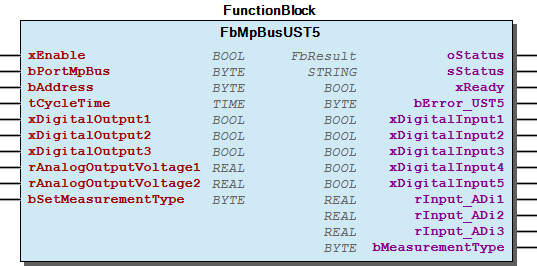 FunctionBlock
FbMpBusUST5
xEnable BOOL FbResult oStatus
bPortMpBus BYTE STRING sStatus
bAddress BYTE BOOL xReady
tCycleTime TIME BYTE bError_UST5
xDigitalOutput1 BOOL BOOL xDigitalInput1
xDigitalOutput2 BOOL BOOL xDigitalInput2
xDigitalOutput3 BOOL BOOL xDigitalInput3
rAnalogOutputVoltage1 REAL BOOL xDigitalInput4
rAnalogOutputVoltage2 REAL BOOL xDigitalInput5
bSetMeasurementType BYTE REAL rInput_ADi1
REAL rInput_ADi2
REAL rInput_ADi3
BYTE bMeasurementType